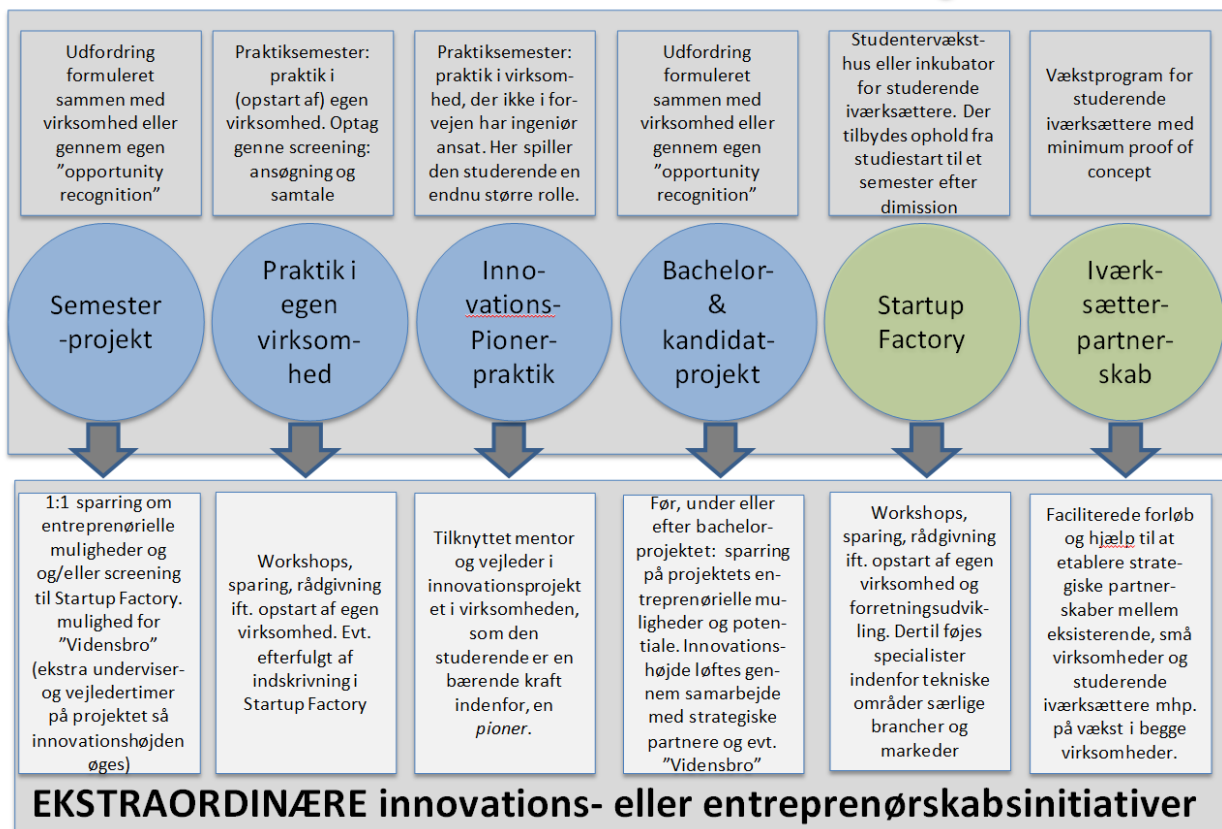 Udfordring
formuleret
sammen med
virksomhed eller
gennem egen
”opportunity
recognition”
Praktiksemester:
praktik i
(opstart af) egen
virksomhed. Optag
genne screening:
ansøgning og
samtale
Praktiksemester:
praktik i virksom-
hed, der ikke i for-
vejen har ingeniør
ansat. Her spiller
den studerende en
endnu større rolle.
Udfordring
formuleret
sammen med
virksomhed eller
gennem egen
”opportunity
recognition”
Studentervækst-
hus eller inkubator
for studerende
iværksættere. Der
tilbydes ophold fra
studiestart til et
semester efter
dimission
Vækstprogram for
studerende
iværksættere med
minimum proof of
concept
Semester
-projekt
Praktik i
egen
virksom-
hed
Inno-
vations-
Pioner-
praktik
Bachelor-
&
kandidat-
projekt
Startup
Factory
Iværk-
sætter-
partner-
skab
1:1 sparring om
entreprenørielle
muligheder og
og/eller screening
til Startup Factory.
mulighed for
”Vidensbro”
(ekstra underviser-
og vejledertimer
på projektet så
innovationshøjden
øges)
Workshops,
sparing, rådgivning
ift. opstart af egen
virksomhed. Evt.
efterfulgt af
indskrivning i
Startup Factory
Tilknyttet mentor
og vejleder i
innovationsprojekt
et i virksomheden,
som den
studerende er en
bærende kraft
indenfor, en
pioner.
Før, under eller
efter bachelor-
projektet: sparring
på projektets en-
treprenørielle mu-
ligheder og poten-
tiale. Innovations-
højde løftes gen-
nem samarbejde
med strategiske
partnere og evt.
”Vidensbro”
Workshops,
sparing, rådgivning
ift. opstart af egen
virksomhed og
forretningsudvik-
ling. Dertil føjes
specialister
indenfor tekniske
områder særlige
brancher og
markeder
Faciliterede forløb
og hjælp til at
etablere strate-
giske partner-
skaber mellem
eksisterende, små
virksomheder og
studerende
iværksættere mhp.
på vækst i begge
virksomheder.
EKSTRAORDINÆRE innovations- eller entreprenørskabsinitiativer